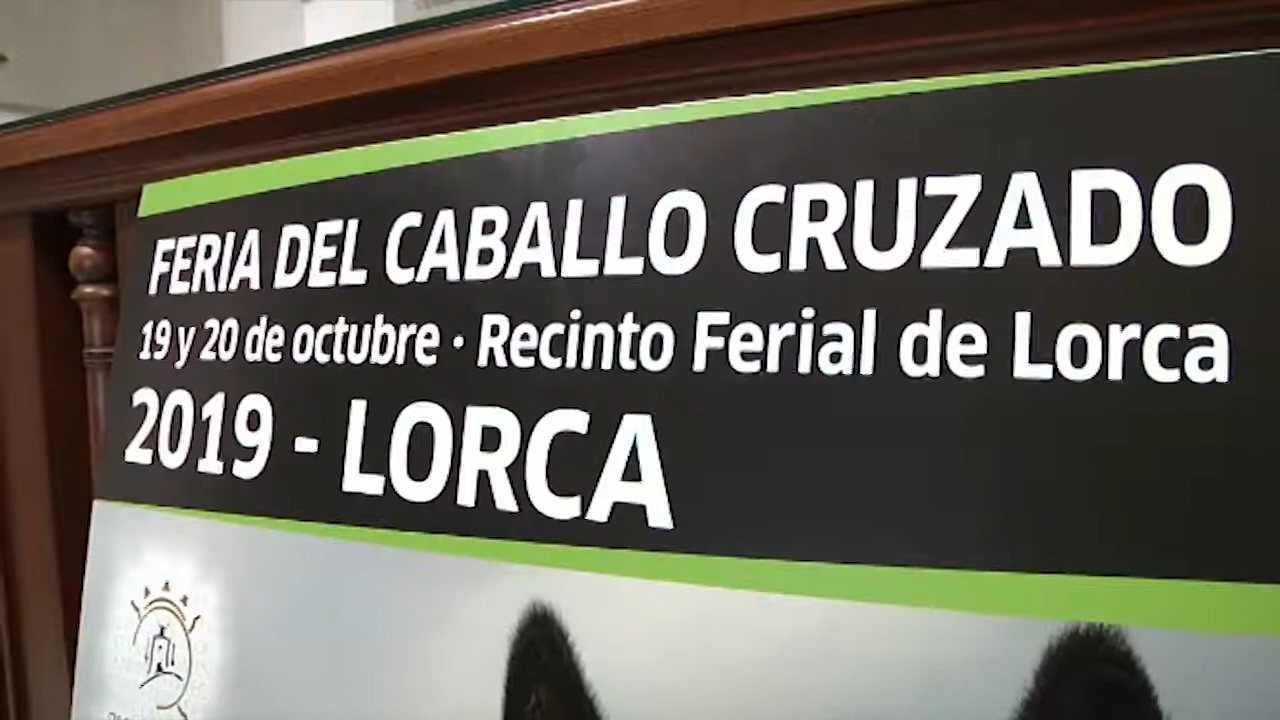 FERIA DEL CABALLO CRUZADO
19 y 20 de octubre · Recinto Ferial de Lorca
2019 - LORCA